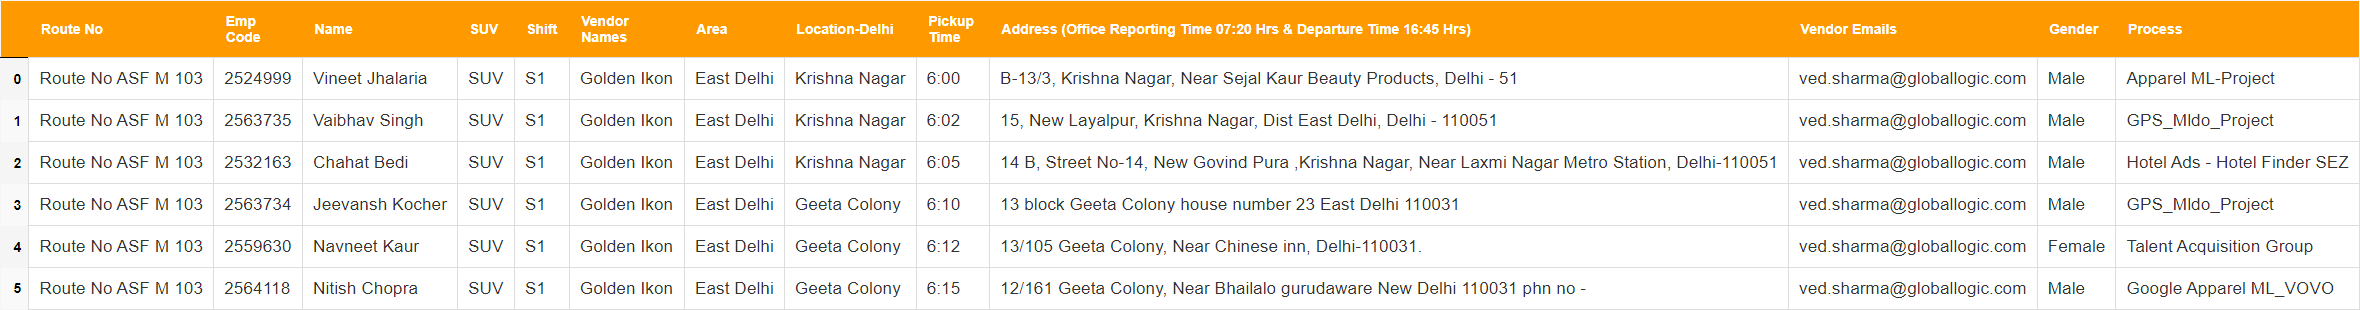 Route No Emp Code Name SUV Shift Vendor Names Area Location-Delhi Pickup Time Address (Office Reporting Time 07:20 Hrs & Departure Time 16:45 Hrs) Vendor Emails Gender Process
0 Route No ASF M 103 2524999 Vineet Jhalaria SUV S1 Golden Ikon East Delhi Krishna Nagar 6:00 B-13/3, Krishna Nagar, Near Sejal Kaur Beauty Products, Delhi - 51 ved.sharma@globallogic.com Male Apparel ML-Project
1 Route No ASF M 103 2563735 Vaibhav Singh SUV S1 Golden Ikon East Delhi Krishna Nagar 6:02 15, New Layalpur, Krishna Nagar, Dist East Delhi, Delhi - 110051 ved.sharma@globallogic.com Male GPS_Mldo_Project
2 Route No ASF M 103 2532163 Chahat Bedi SUV S1 Golden Ikon East Delhi Krishna Nagar 6:05 14 B, Street No-14, New Govind Pura ,Krishna Nagar, Near Laxmi Nagar Metro Station, Delhi-110051 ved.sharma@globallogic.com Male Hotel Ads - Hotel Finder SEZ
3 Route No ASF M 103 2563734 Jeevansh Kocher SUV S1 Golden Ikon East Delhi Geeta Colony 6:10 13 block Geeta Colony house number 23 East Delhi 110031 ved.sharma@globallogic.com Male GPS_Mldo_Project
4 Route No ASF M 103 2559630 Navneet Kaur SUV S1 Golden Ikon East Delhi Geeta Colony 6:12 13/105 Geeta Colony, Near Chinese inn, Delhi-110031. ved.sharma@globallogic.com Female Talent Acquisition Group
5 Route No ASF M 103 2564118 Nitish Chopra SUV S1 Golden Ikon East Delhi Geeta Colony 6:15 12/161 Geeta Colony, Near Bhailalo gurudaware New Delhi 110031 phn no - ved.sharma@globallogic.com Male Google Apparel ML_VOVO